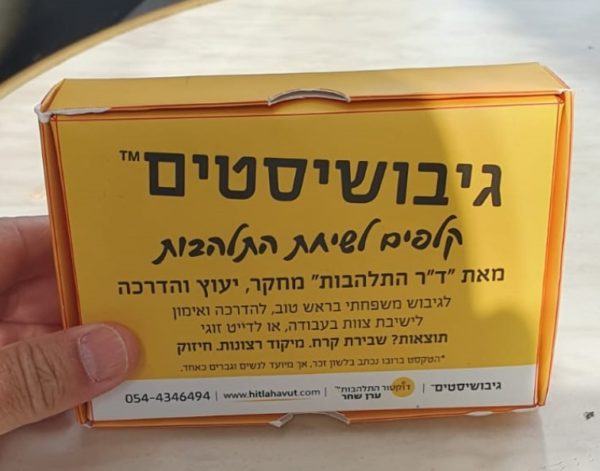 גיבושיסטים™
קלפים לשיחת התלהבות
מאת "ד"ר התלהבות" מחקר, יעוץ והדרכה
לגיבוש משפחתי בראש טוב, להדרכה ואימון
לישיבת צוות בעבודה, או לדייט זוגי
תוצאות? שבירת קרח. מיקוד רצונות. חיזוק
*הטקסט ברובו נכתב בלשון זכר, אך מיועד לנשים וגברים כאחד.
גיבושיסטים™ | דוקטור התלהבות™ ערן שחר | www.hitlahavut.com | 054-4346494